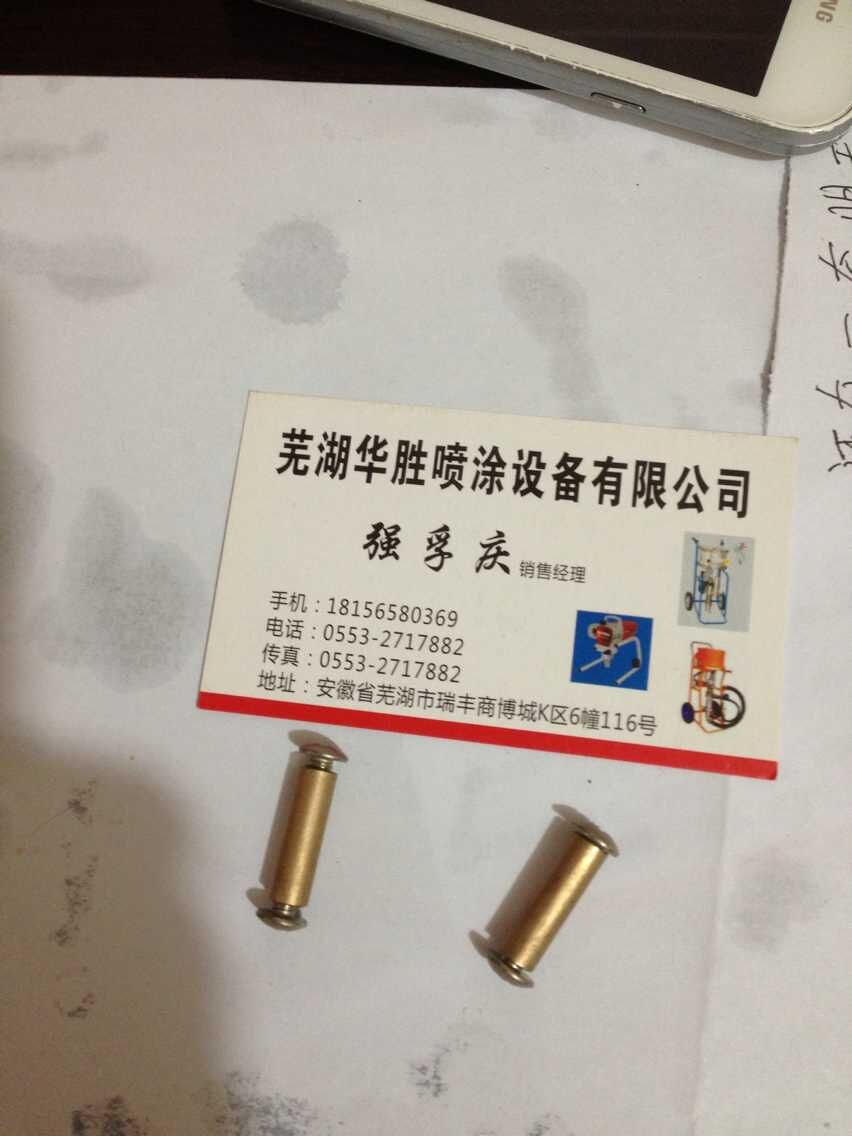 芜湖华胜喷涂设备有限公司
强孚庆 销售经理
手机：18156580369
电话：0553-2717882
传真：0553-2717882
地址：安徽省芜湖市瑞丰商博城K区6幢116号